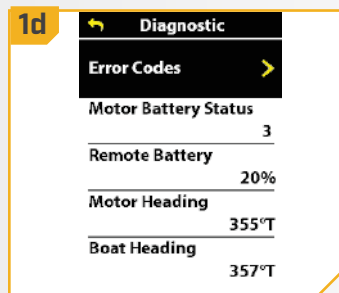 1d
Diagnostic
Error Codes
Motor Battery Status
3
Remote Battery
20%
Motor Heading
355°T
Boat Heading
357°T